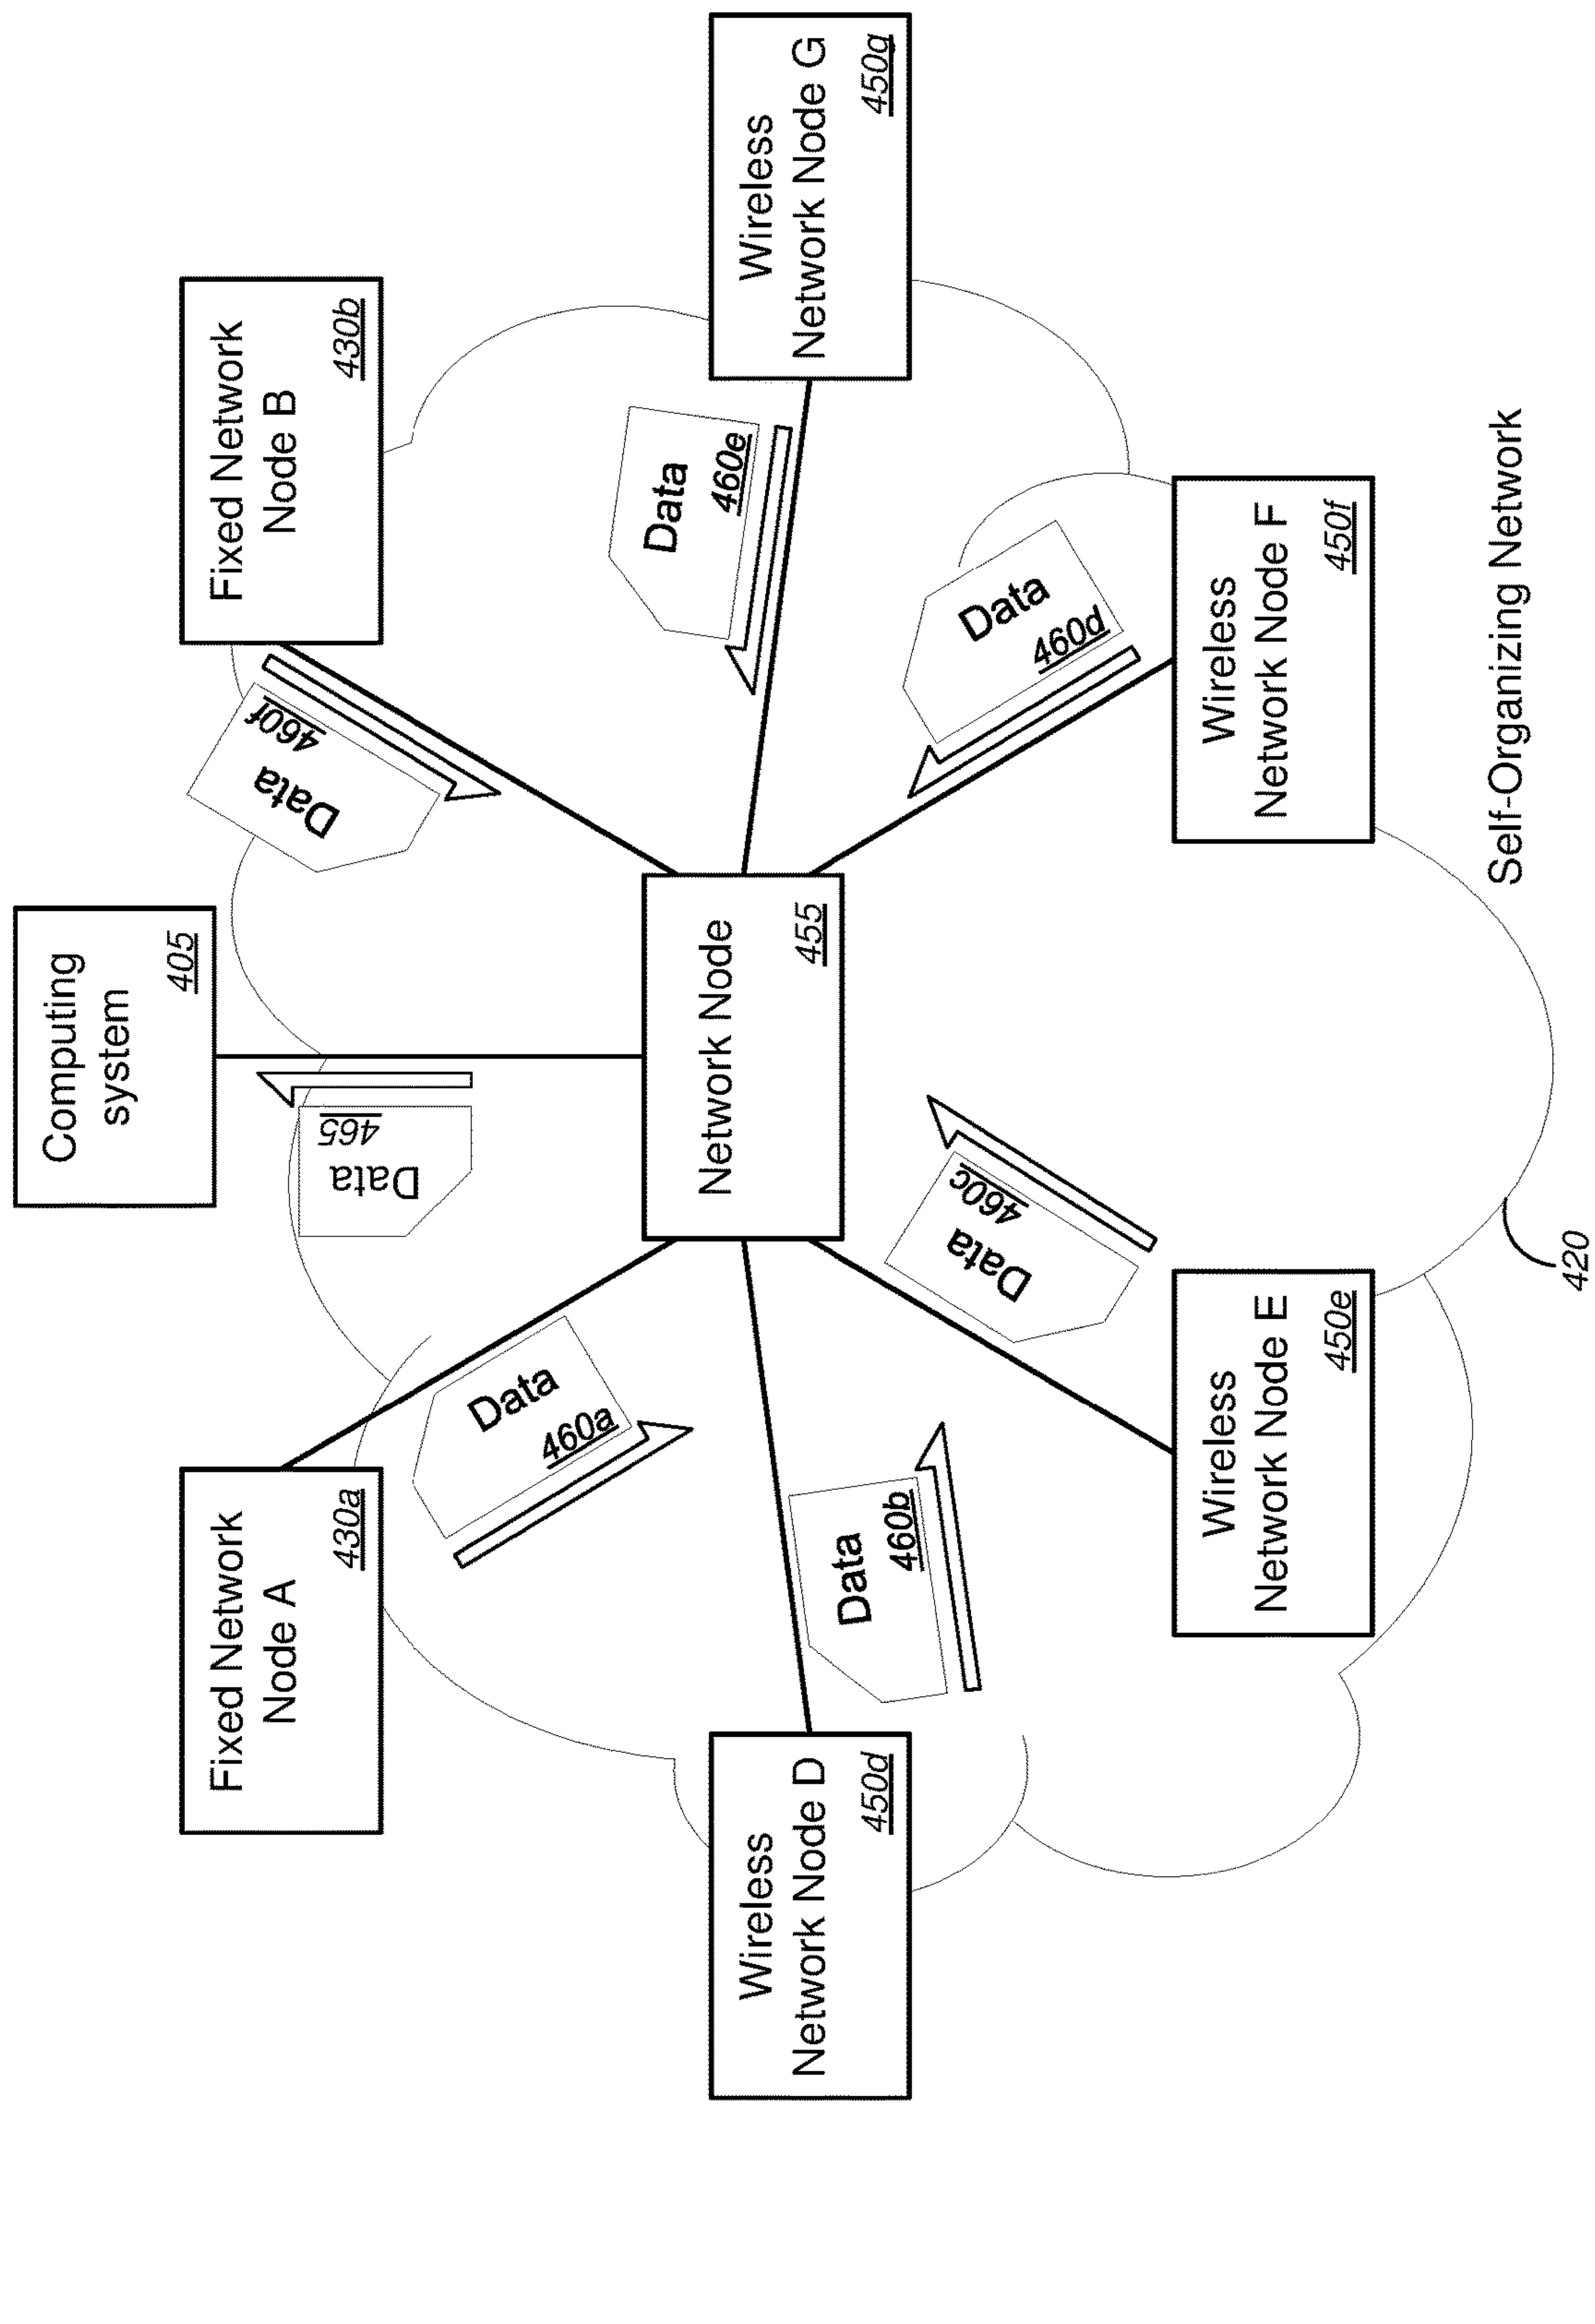 Computing
system
405
Fixed Network
Node A
430a
Fixed Network
Node B
430b
Data
460a
Data
465
Data
460f
Wireless
Network Node D
450d
Data
460b
Network Node
455
Data
460e
Wireless
Network Node G
450g
Data
460c
Data
460d
Wireless
Network Node E
450e
Wireless
Network Node F
450f
420
Self-Organizing Network